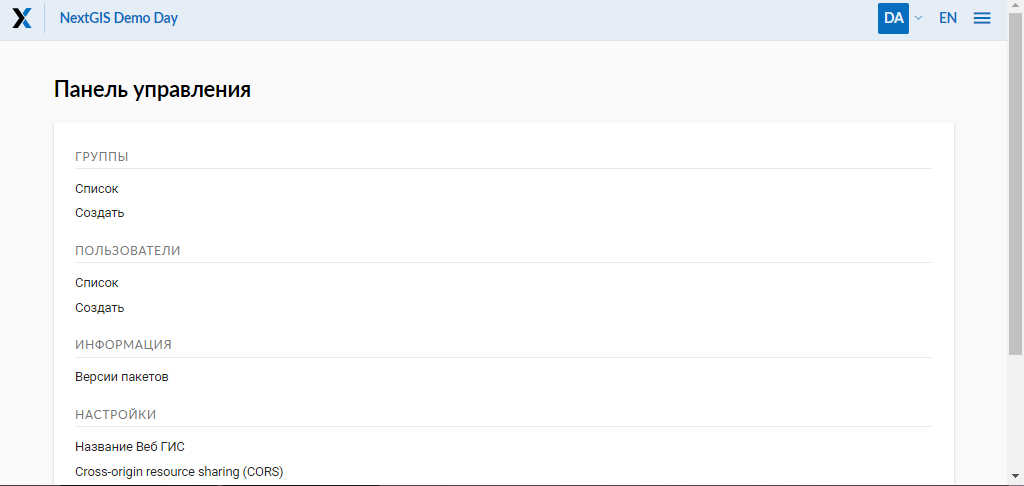 NextGIS Demo Day
DA
EN
Панель управления
ГРУППЫ
Список
Создать
ПОЛЬЗОВАТЕЛИ
Список
Создать
ИНФОРМАЦИЯ
Версии пакетов
НАСТРОЙКИ
Название Веб ГИС
Cross-origin resource sharing (CORS)